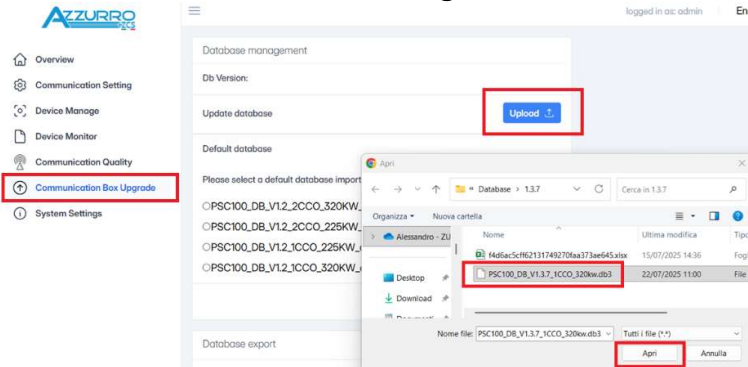 AZZURRO
ZCS
logged in as: admin
En
Overview
Communication Setting
Device Manage
Device Monitor
Communication Quality
Communication Box Upgrade
System Settings
Database management
Db Version:
Update database
Upload
Default database
Please select a default database import
PSC100_DB_V1.2_2CCO_320KW_
PSC100_DB_V1.2_2CCO_225KW_
PSC100_DB_V1.2_1CCO_225KW_
PSC100_DB_V1.2_1CCO_320KW_
Database export
Apri
« Database > 1.3.7
Cerca in 1.3.7
Organizza
Nuova cartella
Alessandro - ZU
Desktop
Download
Documenti
Nome
Ultima modifica
Tipo
f4d6ac5cff62131749270faa373ae645.xlsx
15/07/2025 14:36
Fogl
PSC100_DB_V1.3.7_1CCO_320kw.db3
22/07/2025 11:00
File
Nome file:
PSC100_DB_V1.3.7_1CCO_320kw.db3
Tutti i file (*.*)
Apri
Annulla